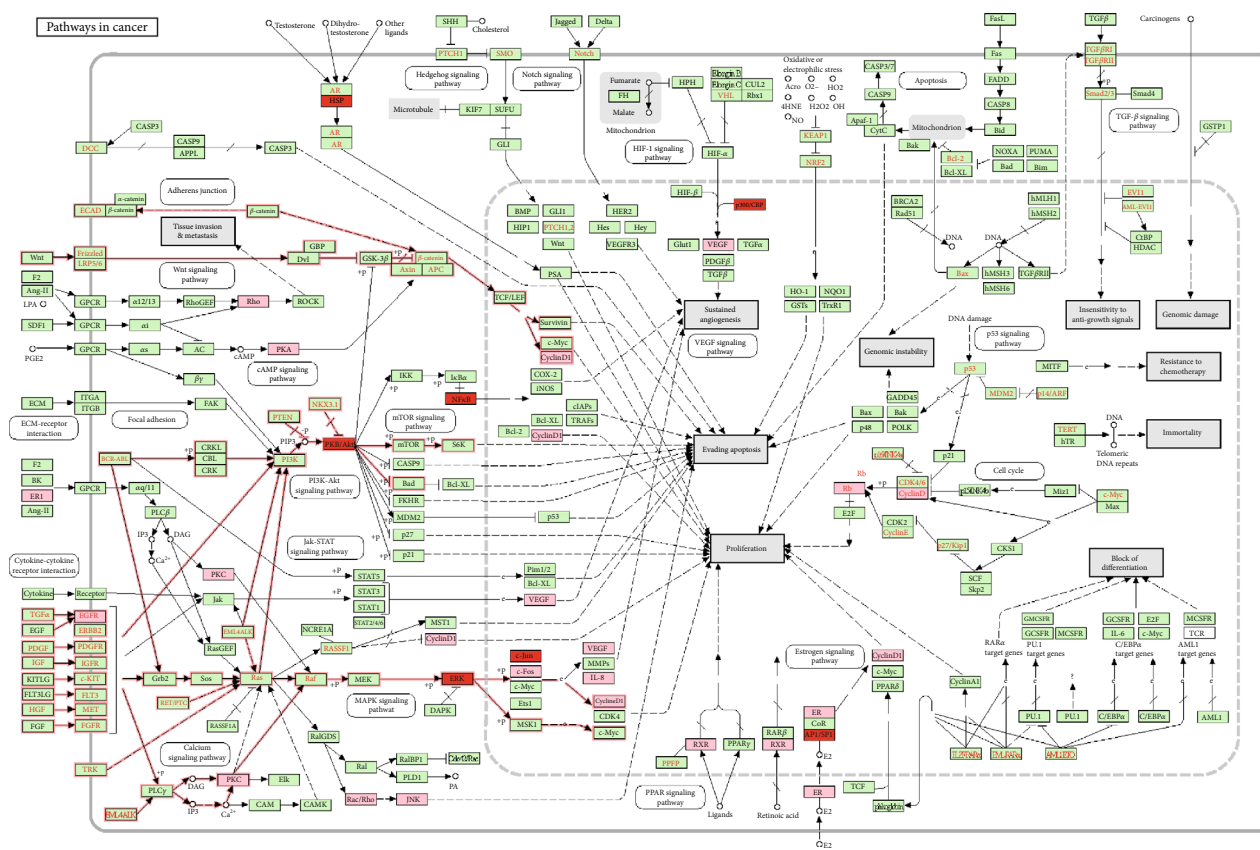 Pathways in cancer
Testosterone
Dihydro-
testosterone
Other
ligands
AR
HSP
AR
AR
SHH
Cholesterol
PTCH1
SMO
Hedgehog signaling
pathway
Microtubule
KIF7
SUFU
GLI
Jagged
Delta
Notch
Notch signaling
pathway
Fumarate
FH
Malate
Mitochondrion
HPH
CUL2
VHL
Rbx1
HIF-1 signaling
pathway
HIF-α
Oxidative or
electrophilic stress
Acro
O2–
HO2
4HNE
H2O2
OH
NO
KEAP1
NRF2
CASP3/7
CASP9
Apaf-1
CytC
Apoptosis
Mitochondrion
FasL
Fas
FADD
CASP8
Bid
Bak
Bcl-2
Bcl-XL
NOXA
PUMA
Bad
Bim
TGFβ
TGFβRI
TGFβRII
+p
Smad2/3
Smad4
TGF-β signaling
pathway
Carcinogens
GSTP1
CASP3
DCC
CASP9
APPL
CASP3
Adherens junction
α-catenin
ECAD
β-catenin
β-catenin
Tissue invasion
& metastasis
Wnt
Frizzled
LRP5/6
Wnt signaling
pathway
GBP
Dvl
GSK-3β
+p
β-catenin
Axin
APC
TCF/LEF
F2
Ang-II
LPA
GPCR
α12/13
RhoGEF
Rho
ROCK
SDF1
GPCR
αi
PGE2
GPCR
αs
AC
cAMP
PKA
cAMP signaling
pathway
βγ
ECM
ITGA
ITGB
ECM-receptor
interaction
Focal adhesion
FAK
BMP
GLI1
HIP1
PTCH1,2
Wnt
HER2
Hes
Hey
VEGFR3
HIF-β
p300/CBP
Glut1
VEGF
TGFα
PDGFβ
TGFβ
PSA
HO-1
NQO1
GSTs
TrxR1
BRCA2
Rad51
DNA
hMLH1
hMSH2
DNA
Bax
hMSH3
TGFβRII
hMSH6
EVI1
AML-EVI1
CtBP
HDAC
Sustained
angiogenesis
VEGF signaling
pathway
Insensitivity to
anti-growth signals
Genomic damage
Survivin
c-Myc
CyclinD1
COX-2
iNOS
cIAPs
Bcl-XL
TRAFs
Bcl-2
CyclinD1
Genomic instability
GADD45
Bax
Bak
p48
POLK
DNA damage
p53 signaling
pathway
p53
MDM2
p14/ARF
MITF
Resistance to
chemotherapy
TERT
hTR
DNA
Telomeric
DNA repeats
Immortality
PTEN
NKX3.1
PIP3
-p
PKB/Akt
IKK
IκBα
+p
+p
NFκB
mTOR signaling
pathway
mTOR
S6K
CASP9
Bad
Bcl-XL
FKHR
MDM2
p53
p27
p21
PI3K-Akt
signaling pathway
BCR-ABL
+p
CRKL
CBL
CRK
PI3K
F2
BK
ER1
Ang-II
GPCR
αq/11
PLCβ
IP3
DAG
Ca2+
Evading apoptosis
Proliferation
p21
Cell cycle
Rb
Rb
+p
CDK4/6
CyclinD
E2F
CDK2
CyclinE
Miz1
c-Myc
Max
p27/Kip1
CKS1
+p
SCF
Skp2
Jak-STAT
signaling pathway
Cytokine-cytokine
receptor interaction
Cytokine
Receptor
PKC
Jak
+p
STAT5
STAT3
STAT1
STAT2/4/6
Pim1/2
Bcl-XL
VEGF
TGFα
EGFR
EGF
ERBB2
PDGF
PDGFR
IGF
IGFR
KITLG
c-KIT
FLT3LG
FLT3
HGF
MET
FGF
FGFR
EML4ALK
RasGEF
NCRE1A
RASSF1
MST1
CyclinD1
Grb2
Sos
Ras
Raf
MEK
+p
ERK
DAPK
MAPK signaling
pathwat
RET/PTC
RASSF1A
c-Jun
c-Fos
c-Myc
Ets1
MSK1
c-Myc
VEGF
MMPs
IL-8
CyclinD1
CDK4
c-Myc
Calcium
signaling pathway
TRK
+p
PLCγ
DAG
IP3
Ca2+
PKC
Elk
CAM
CAMK
EML4ALK
RalGDS
Ral
RalBP1
PLD1
PA
Rac/Rho
JNK
PPFP
RXR
PPARγ
PPAR signaling
pathway
Ligands
RARβ
RXR
Retinoic acid
Estrogen signaling
pathway
ER
CoR
AP1/SP1
E2
ER
E2
E2
CyclinD1
c-Myc
PPARδ
TCF
Block of
differentiation
GMCSFR
GCSFR
MCSFR
GCSFR
E2F
IL-6
c-Myc
MCSFR
TCR
RARα
target genes
PU.1
target genes
C/EBPα
target genes
AML1
target genes
CyclinA1
PU.1
?
PU.1
C/EBPα
C/EBPα
AML1